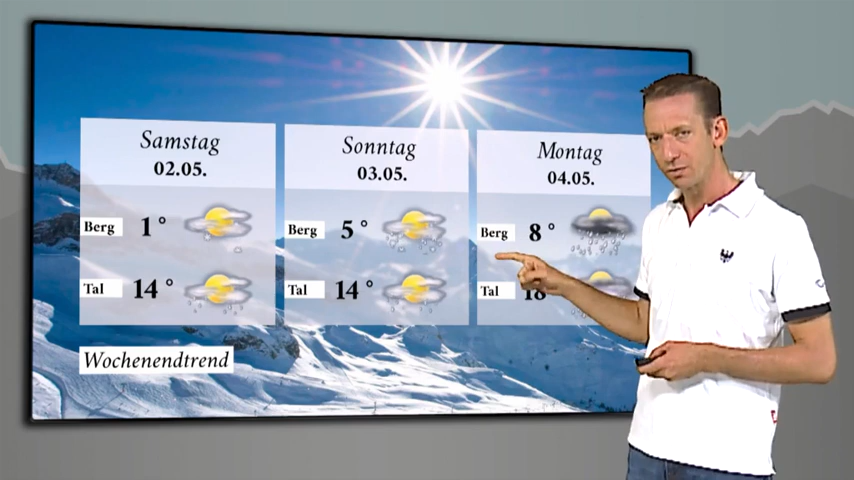 Samstag
02.05.
Berg 1°
Tal 14°
Sonntag
03.05.
Berg 5°
Tal 14°
Montag
04.05.
Berg 8°
Tal 18
Wochenendtrend